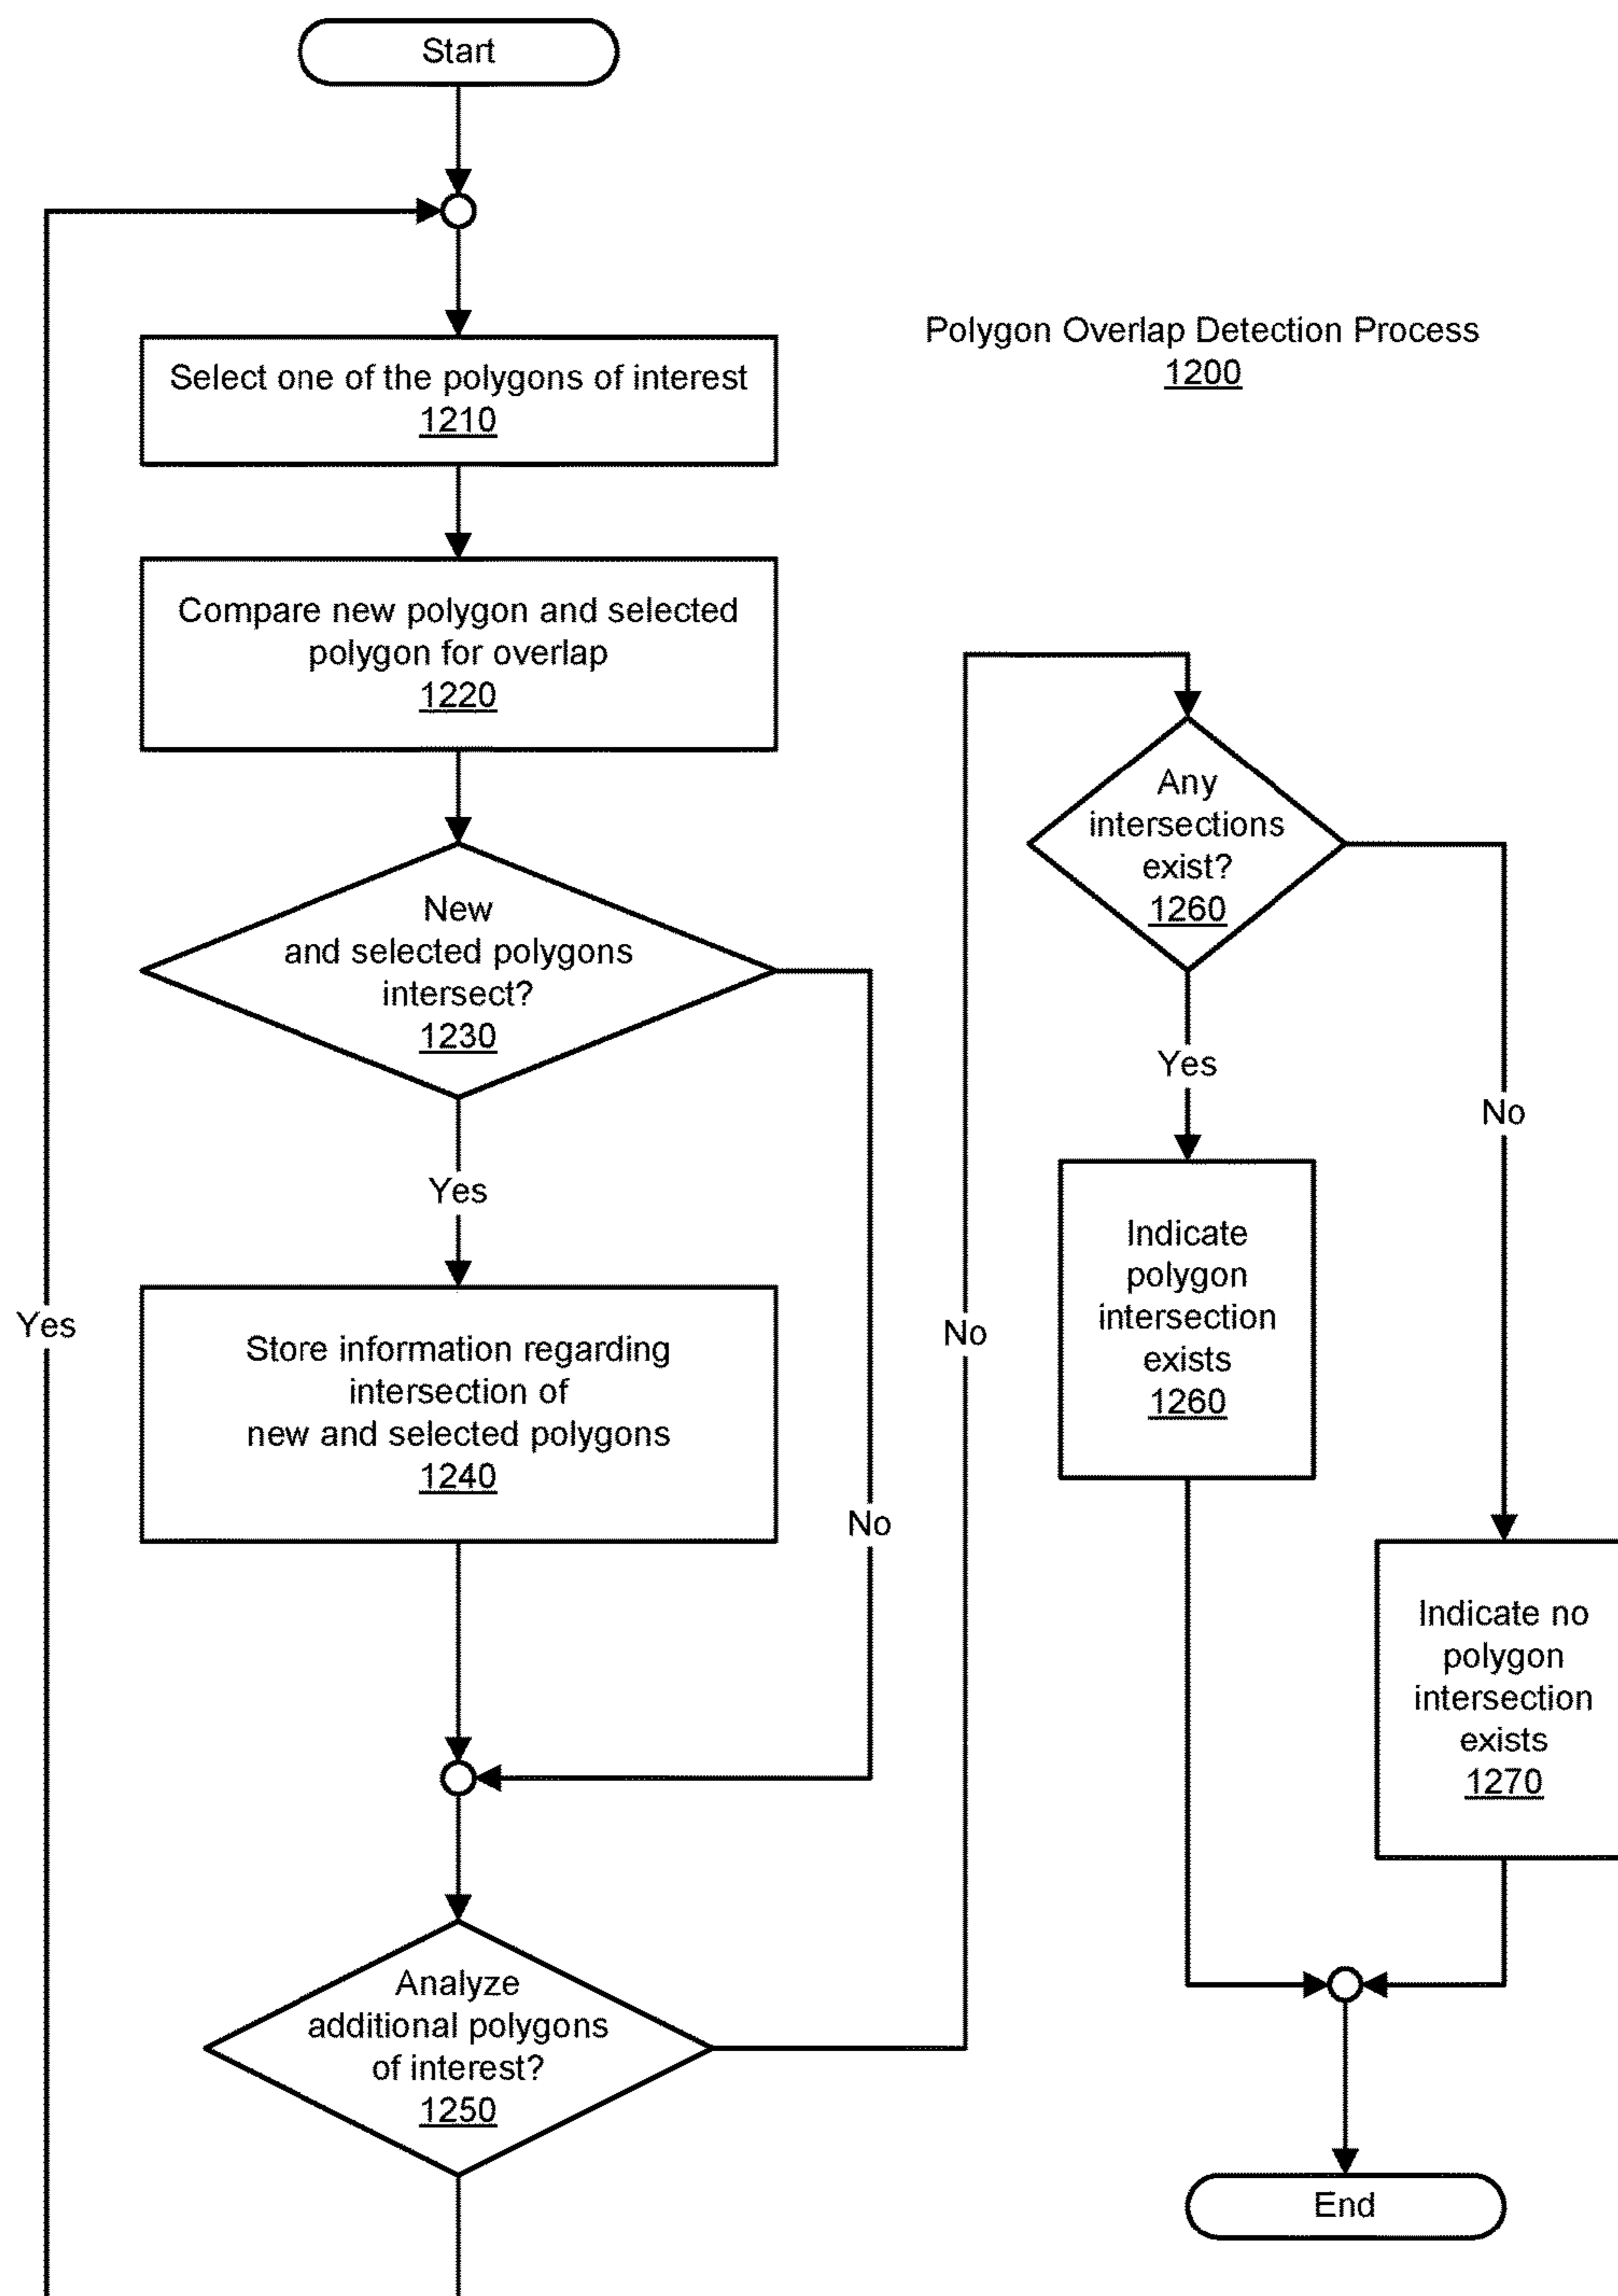 Start
Polygon Overlap Detection Process
1200
Select one of the polygons of interest
1210
Compare new polygon and selected
polygon for overlap
1220
New
and selected polygons
intersect?
1230
Yes
No
Store information regarding
intersection of
new and selected polygons
1240
Analyze
additional polygons
of interest?
1250
Yes
No
Any
intersections
exist?
1260
Yes
No
Indicate
polygon
intersection
exists
1260
Indicate no
polygon
intersection
exists
1270
End